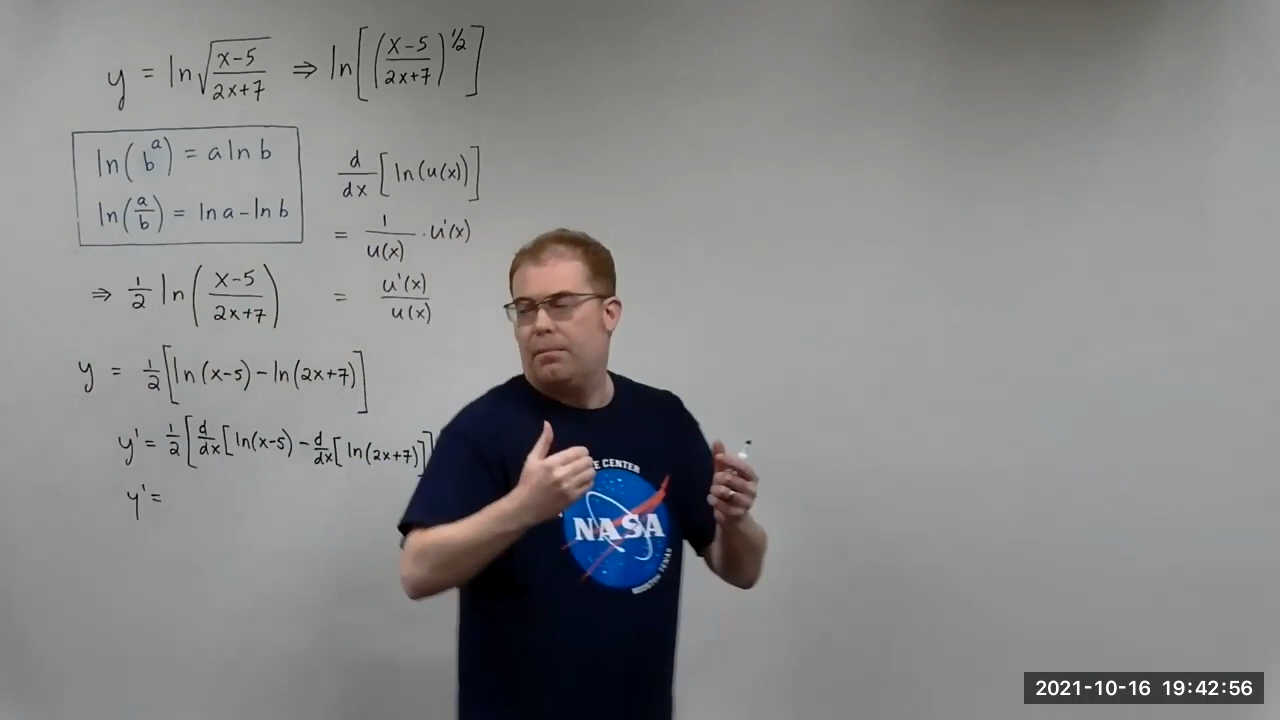 y = ln√((x-5)/(2x+7)) ⇒ ln[((x-5)/(2x+7))^(1/2)]
ln(b^a) = a ln b
ln(a/b) = ln a - ln b
d/dx [ln(u(x))]
= 1/u(x) · u'(x)
= u'(x)/u(x)
⇒ 1/2 ln((x-5)/(2x+7))
y = 1/2 [ln(x-5) - ln(2x+7)]
y' = 1/2 [d/dx [ln(x-5) - d/dx [ln(2x+7)]
y' =
CENTER
NASA
HOUSTON TEXAS
2021-10-16 19:42:56